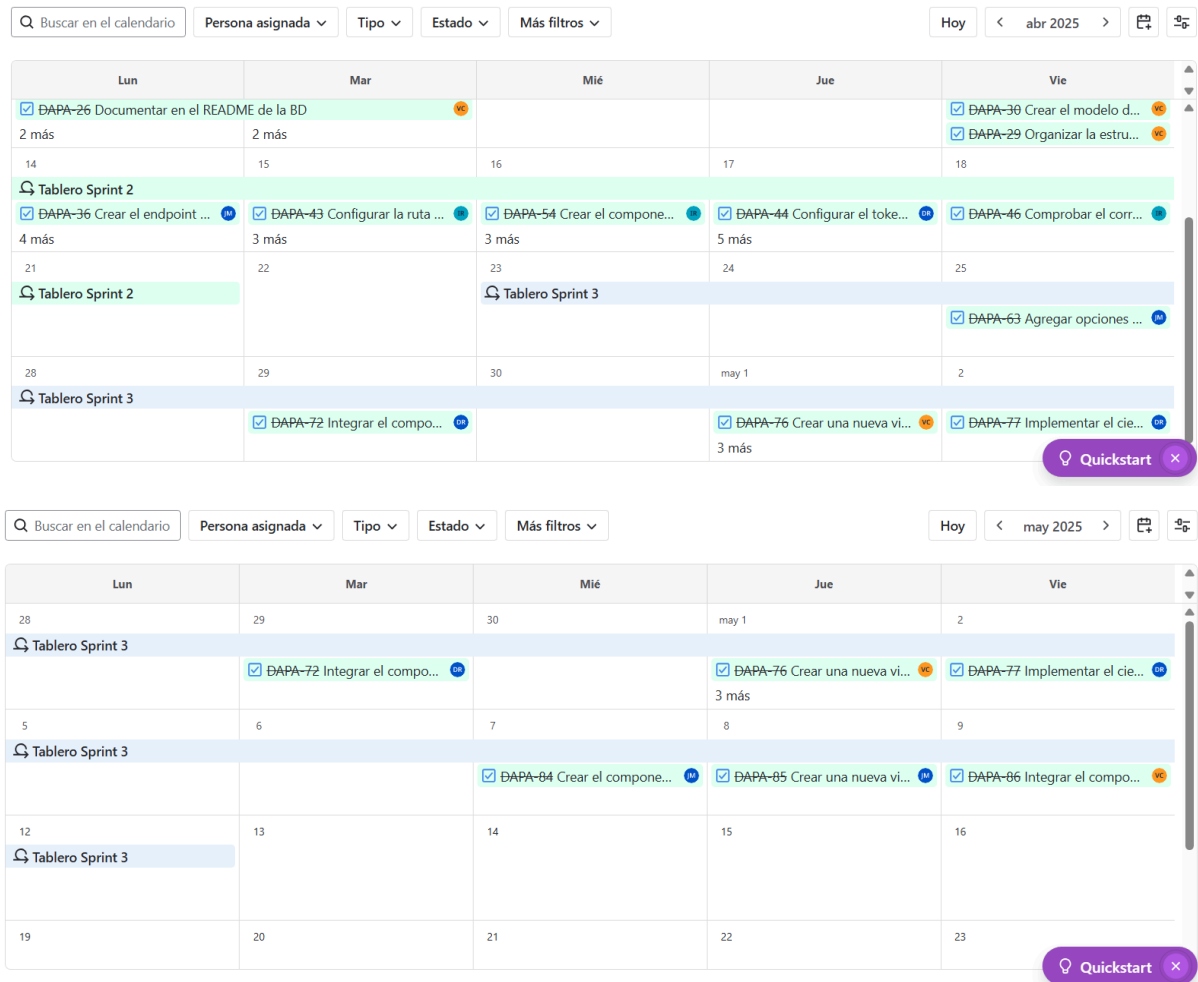 Buscar en el calendario Persona asignada Tipo Estado Más filtros Hoy abr 2025
Lun Mar Mié Jue Vie
DAPA-26 Documentar en el README de la BD VC DAPA-30 Crear el modelo d... VC
2 más 2 más DAPA-29 Organizar la estru... VC
14 15 16 17 18
Tablero Sprint 2
DAPA-36 Crear el endpoint ... JM DAPA-43 Configurar la ruta ... IR DAPA-54 Crear el compone... IR DAPA-44 Configurar el toke... DR DAPA-46 Comprobar el corr... IR
4 más 3 más 3 más 5 más
21 22 23 24 25
Tablero Sprint 2 Tablero Sprint 3
DAPA-63 Agregar opciones ... JM
28 29 30 may 1 2
Tablero Sprint 3
DAPA-72 Integrar el compo... DR DAPA-76 Crear una nueva vi... VC DAPA-77 Implementar el cie... DR
3 más
Quickstart
Buscar en el calendario Persona asignada Tipo Estado Más filtros Hoy may 2025
Lun Mar Mié Jue Vie
28 29 30 may 1 2
Tablero Sprint 3
DAPA-72 Integrar el compo... DR DAPA-76 Crear una nueva vi... VC DAPA-77 Implementar el cie... DR
3 más
5 6 7 8 9
Tablero Sprint 3
DAPA-84 Crear el compone... JM DAPA-85 Crear una nueva vi... JM DAPA-86 Integrar el compo... VC
12 13 14 15 16
Tablero Sprint 3
19 20 21 22 23
Quickstart